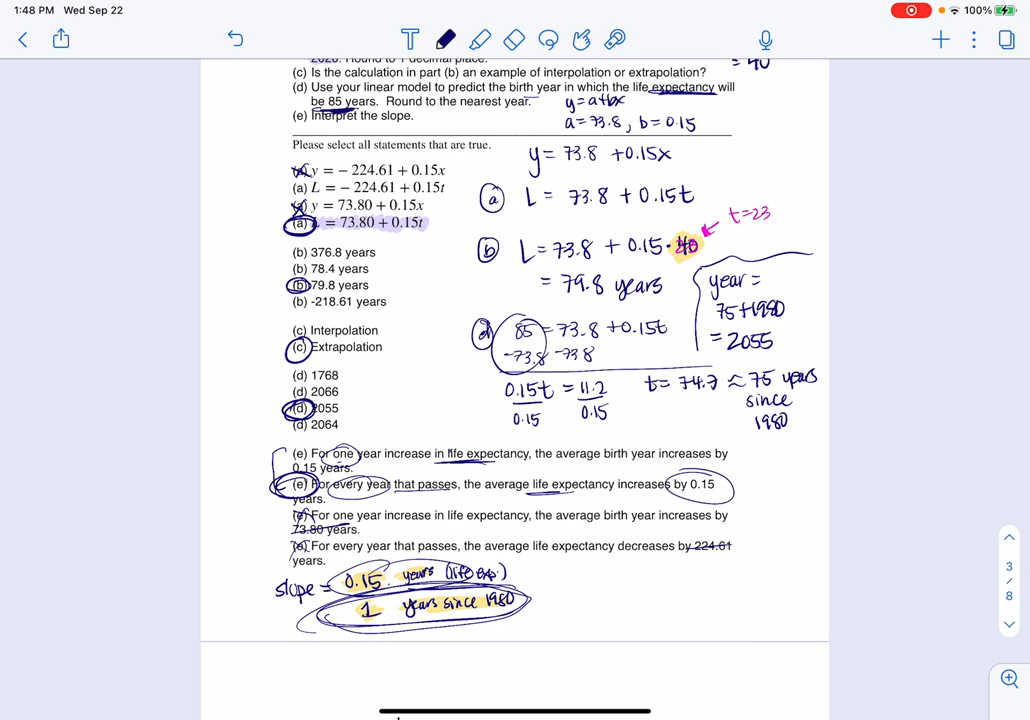 1:48 PM Wed Sep 22
100%
2020. Round to 1 decimal place.
= 40
(c) Is the calculation in part (b) an example of interpolation or extrapolation?
(d) Use your linear model to predict the birth year in which the life expectancy will
be 85 years. Round to the nearest year.
y = a + bx
(e) Interpret the slope.
a = 73.8, b = 0.15
Please select all statements that are true.
y = 73.8 + 0.15x
(a) y = − 224.61 + 0.15x
(a) L = − 224.61 + 0.15t
(a) L = 73.8 + 0.15t
(a) y = 73.80 + 0.15x
(a) L = 73.80 + 0.15t
t = 23
(b) L = 73.8 + 0.15 · 40
= 79.8 years
(b) 376.8 years
(b) 78.4 years
(b) 79.8 years
(b) -218.61 years
year =
75 + 1980
= 2055
(d) 85 = 73.8 + 0.15t
-73.8 -73.8
0.15t = 11.2
0.15 0.15
t = 74.7 ≈ 75 years
since
1980
(c) Interpolation
(c) Extrapolation
(d) 1768
(d) 2066
(d) 2055
(d) 2064
(e) For one year increase in life expectancy, the average birth year increases by
0.15 years.
(e) For every year that passes, the average life expectancy increases by 0.15
years.
(e) For one year increase in life expectancy, the average birth year increases by
73.80 years.
(e) For every year that passes, the average life expectancy decreases by 224.61
years.
slope = 0.15 years (life exp.)
1 years since 1980
3
/
8